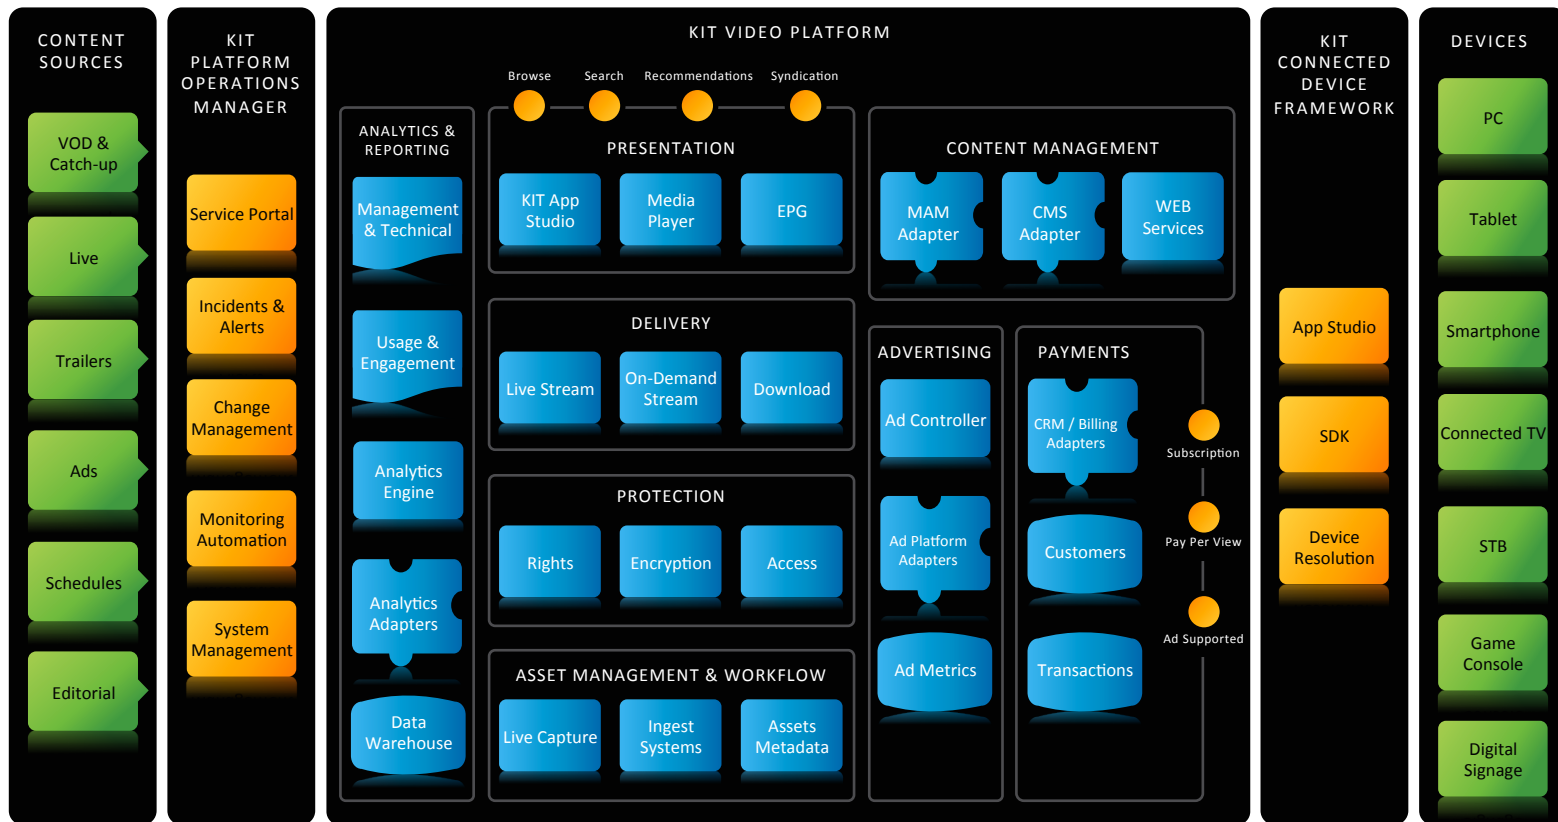 CONTENT
SOURCES
VOD &
Catch-up
Live
Trailers
Ads
Schedules
Editorial
KIT
PLATFORM
OPERATIONS
MANAGER
Service Portal
Incidents &
Alerts
Change
Management
Monitoring
Automation
System
Management
KIT VIDEO PLATFORM
ANALYTICS &
REPORTING
Management
& Technical
Usage &
Engagement
Analytics
Engine
Analytics
Adapters
Data
Warehouse
Browse
Search
Recommendations
Syndication
PRESENTATION
KIT App
Studio
Media
Player
EPG
DELIVERY
Live Stream
On-Demand
Stream
Download
PROTECTION
Rights
Encryption
Access
ASSET MANAGEMENT & WORKFLOW
Live Capture
Ingest
Systems
Assets
Metadata
CONTENT MANAGEMENT
MAM
Adapter
CMS
Adapter
WEB
Services
ADVERTISING
Ad Controller
Ad Platform
Adapters
Ad Metrics
PAYMENTS
CRM / Billing
Adapters
Customers
Transactions
Subscription
Pay Per View
Ad Supported
KIT
CONNECTED
DEVICE
FRAMEWORK
App Studio
SDK
Device
Resolution
DEVICES
PC
Tablet
Smartphone
Connected TV
STB
Game
Console
Digital
Signage